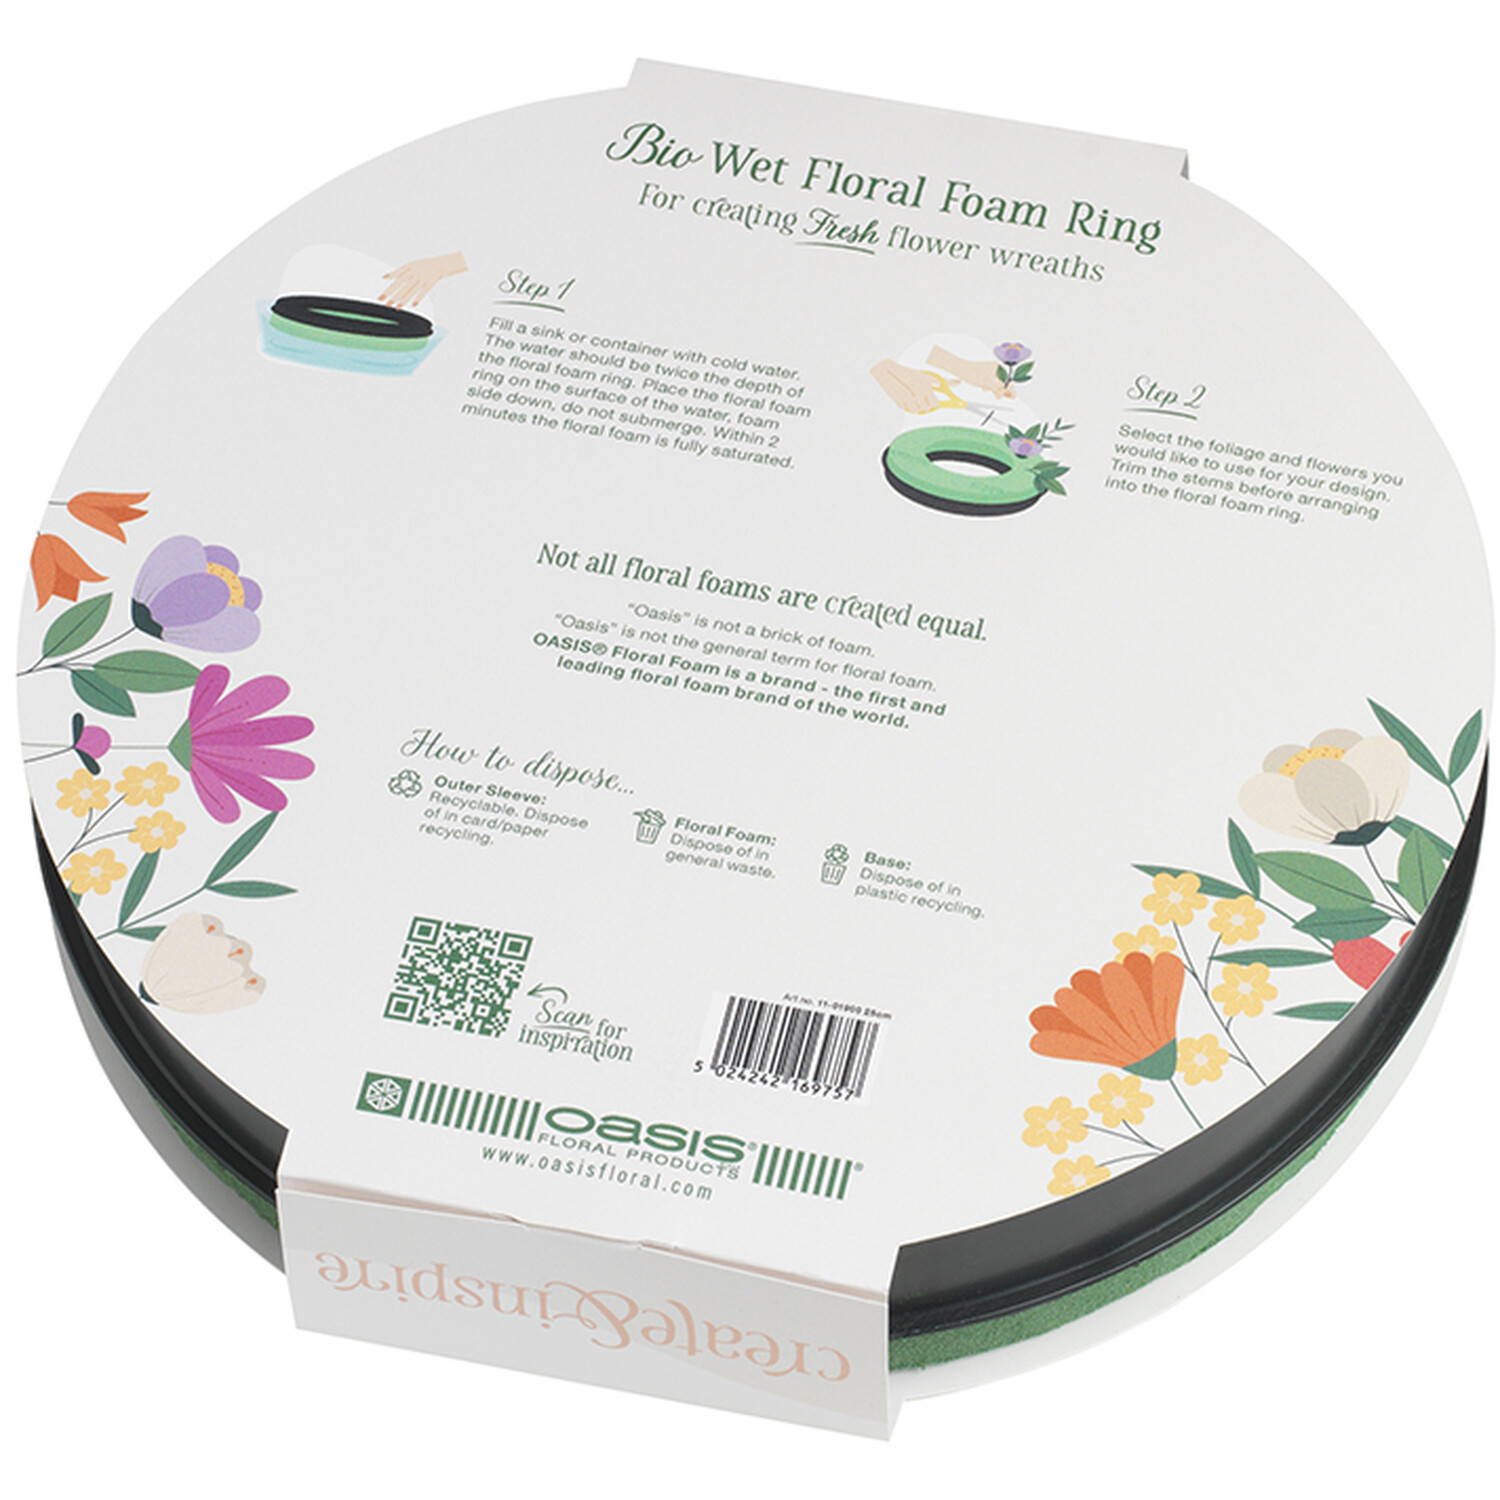 Bio Wet Floral Foam Ring
For creating Fresh flower wreaths
Step 1
Fill a sink or container with cold water.
The water should be twice the depth of
the floral foam ring. Place the floral foam
ring on the surface of the water, foam
side down, do not submerge. Within 2
minutes the floral foam is fully saturated.
Step 2
Select the foliage and flowers you
would like to use for your design.
Trim the stems before arranging
into the floral foam ring.
Not all floral foams are created equal.
"Oasis" is not a brick of foam.
"Oasis" is not the general term for floral foam.
OASIS® Floral Foam is a brand - the first and
leading floral foam brand of the world.
How to dispose...
Outer Sleeve:
Recyclable. Dispose
of in card/paper
recycling.
Floral Foam:
Dispose of in
general waste.
Base:
Dispose of in
plastic recycling.
Scan for
inspiration
Art no. 11-01900 25cm
5 024242 169757
OASIS®
FLORAL PRODUCTS
www.oasisfloral.com
create&inspire